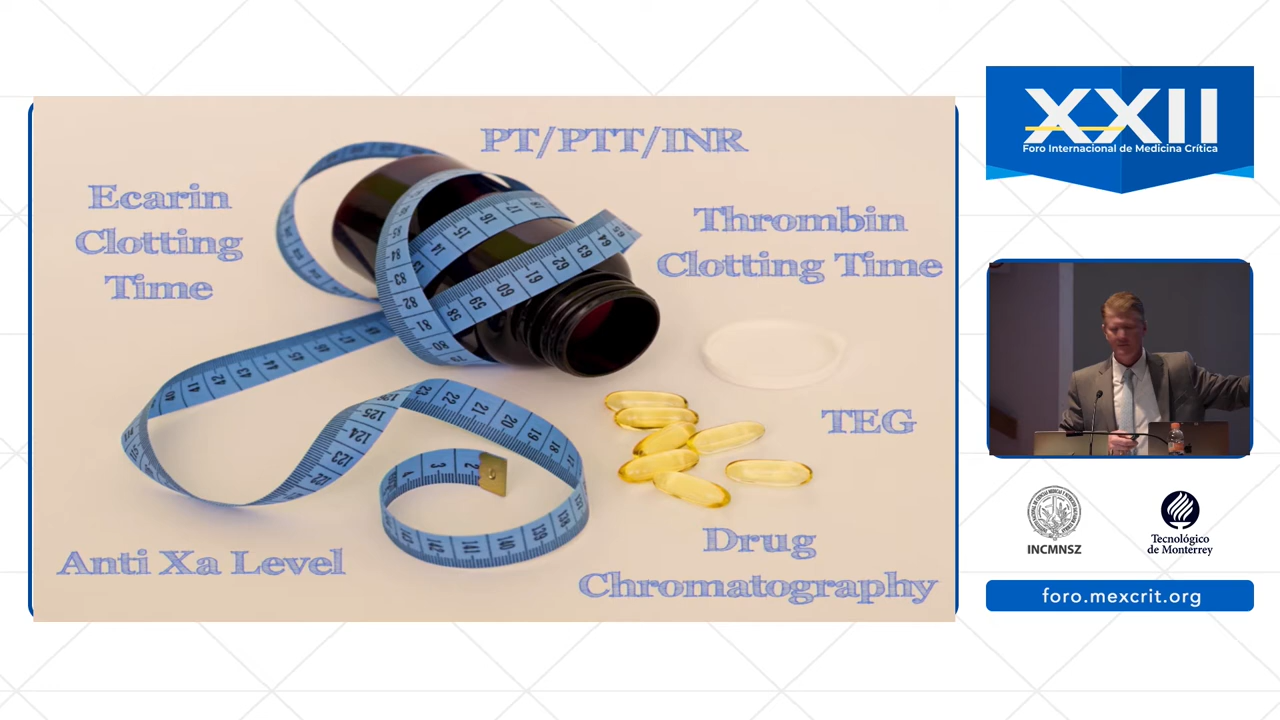 PT/PTT/INR
Ecarin
Clotting
Time
Thrombin
Clotting Time
TEG
Drug
Chromatography
Anti Xa Level
XXII
Foro Internacional de Medicina Crítica
INCMNSZ
Tecnológico
de Monterrey
foro.mexcrit.org